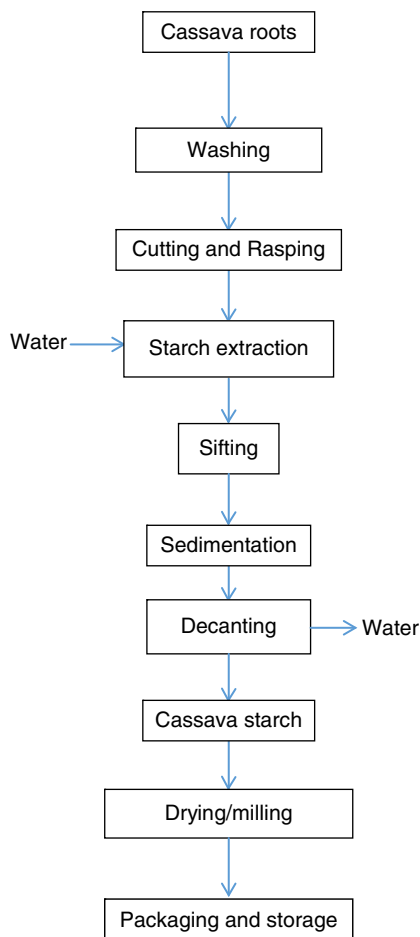 Cassava roots
Washing
Cutting and Rasping
Water
Starch extraction
Sifting
Sedimentation
Decanting
Water
Cassava starch
Drying/milling
Packaging and storage